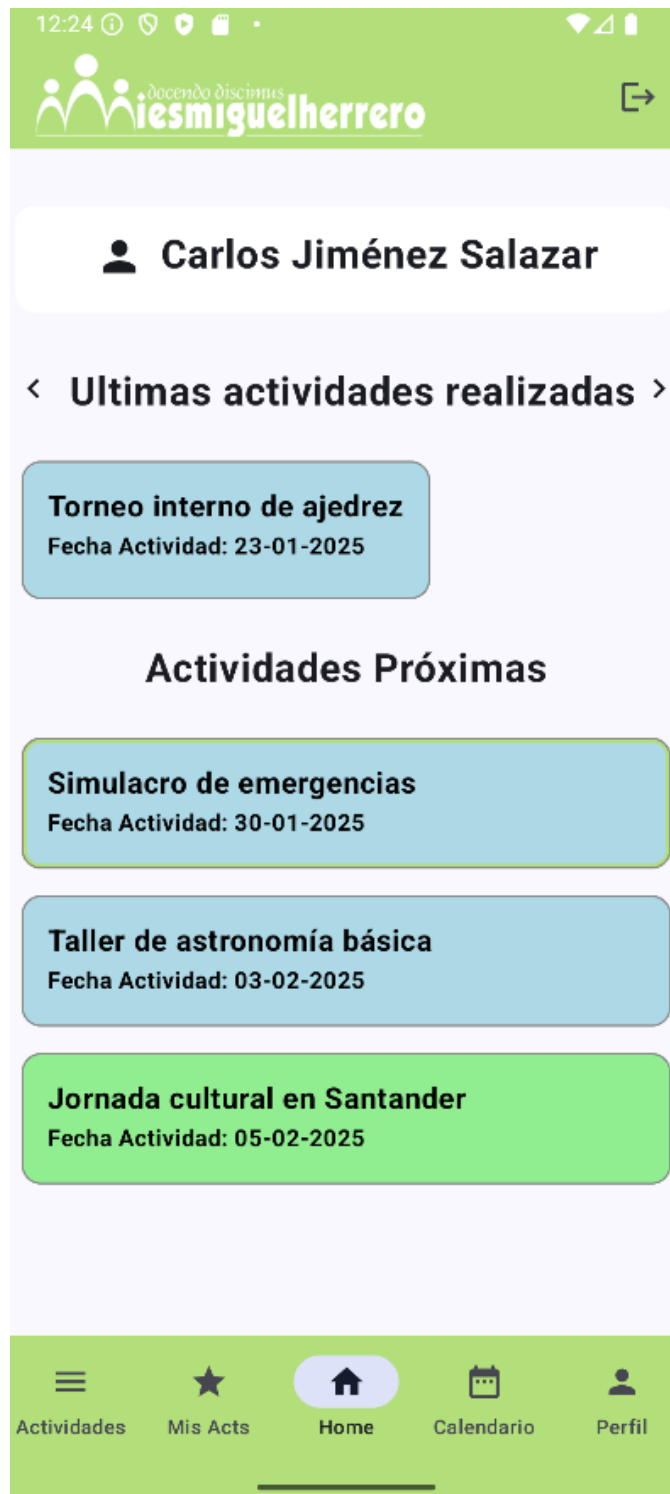 12:24
docendo discimus
iesmiguelherrero
Carlos Jiménez Salazar
Ultimas actividades realizadas
Torneo interno de ajedrez
Fecha Actividad: 23-01-2025
Actividades Próximas
Simulacro de emergencias
Fecha Actividad: 30-01-2025
Taller de astronomía básica
Fecha Actividad: 03-02-2025
Jornada cultural en Santander
Fecha Actividad: 05-02-2025
Actividades Mis Acts Home Calendario Perfil